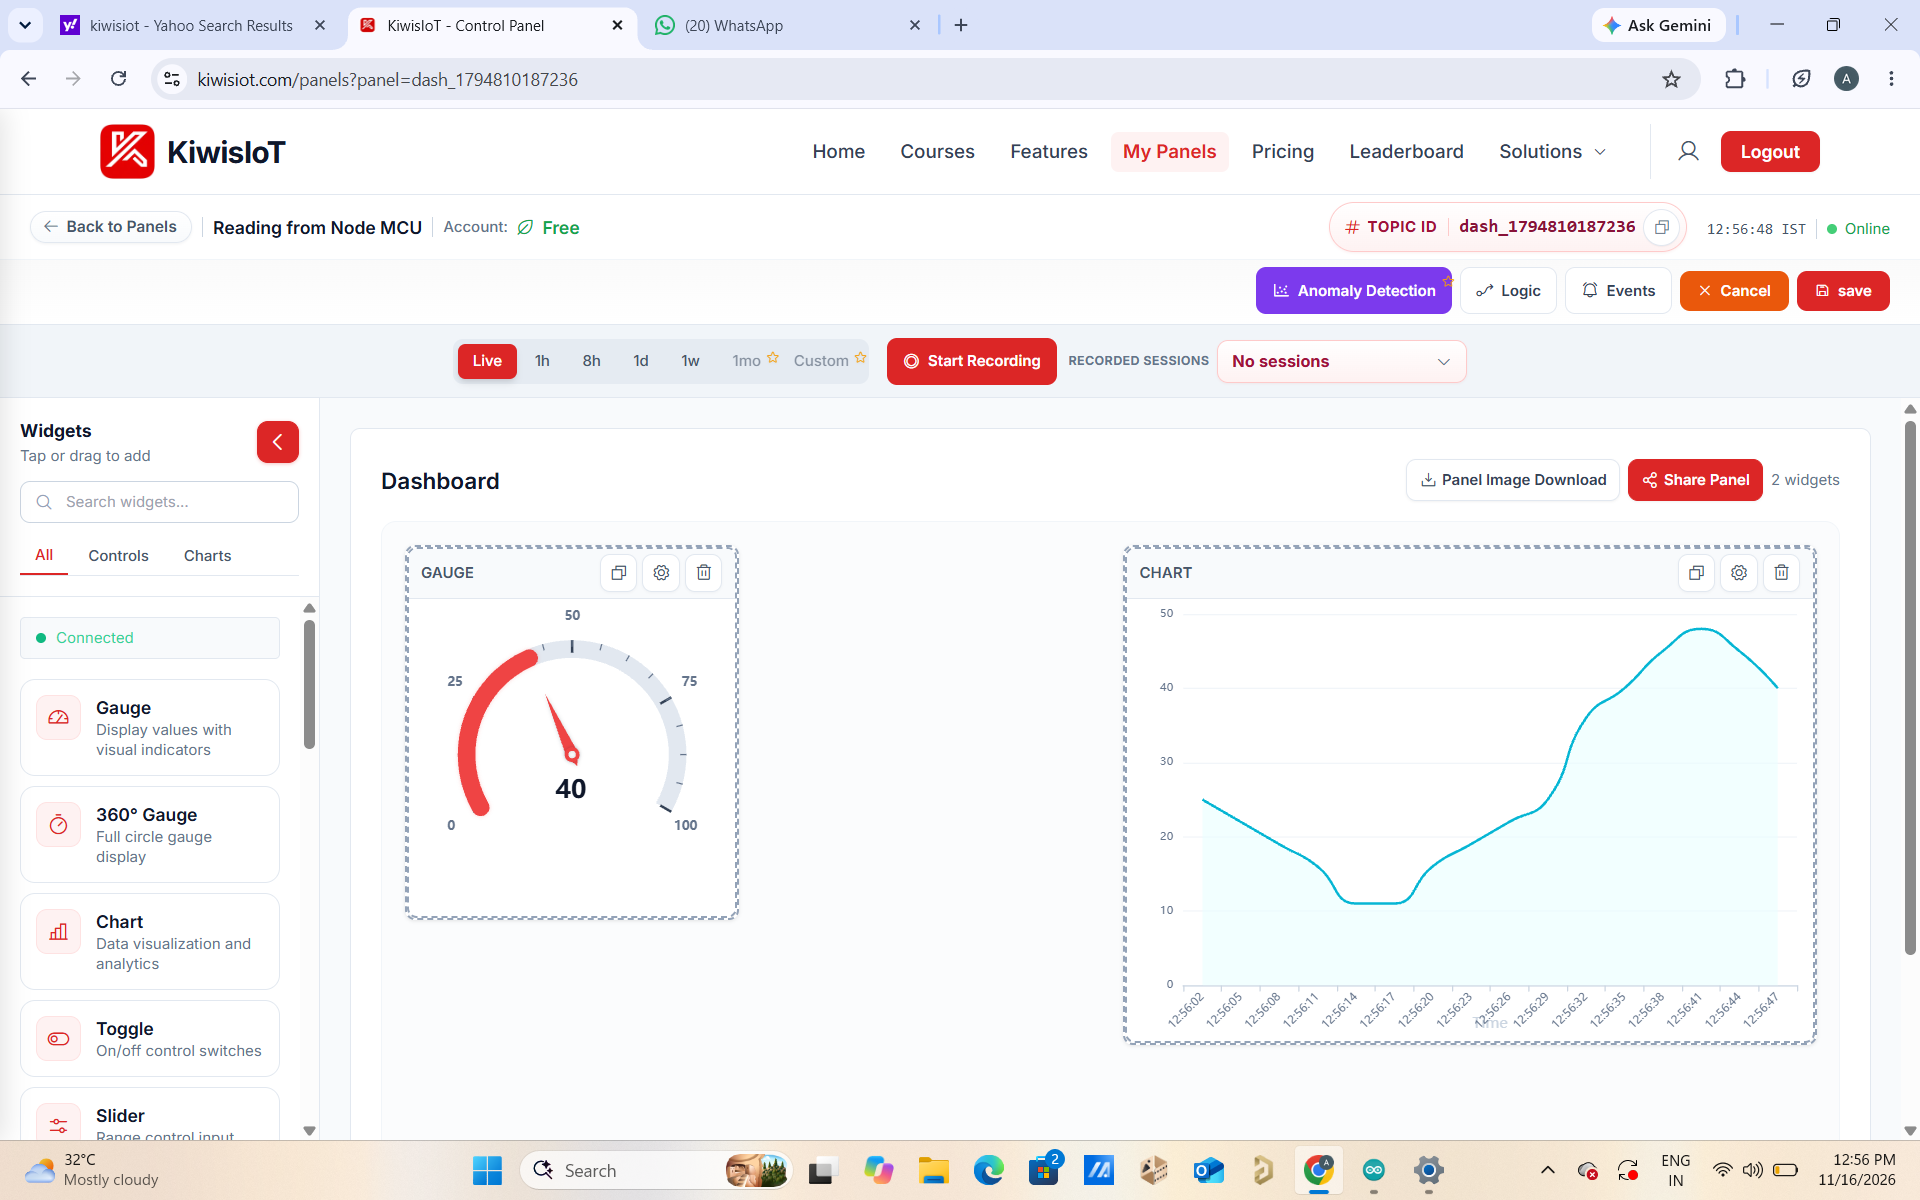 kiwisiot - Yahoo Search Results
KiwisIoT - Control Panel
(20) WhatsApp
Ask Gemini
kiwisiot.com/panels?panel=dash_1794810187236
A
KiwisIoT
Home
Courses
Features
My Panels
Pricing
Leaderboard
Solutions
Logout
Back to Panels
Reading from Node MCU
Account:
Free
# TOPIC ID
dash_1794810187236
12:56:48 IST
Online
Anomaly Detection
Logic
Events
Cancel
save
Live
1h
8h
1d
1w
1mo
Custom
Start Recording
RECORDED SESSIONS
No sessions
Widgets
Tap or drag to add
Search widgets...
All
Controls
Charts
Connected
Gauge
Display values with
visual indicators
360° Gauge
Full circle gauge
display
Chart
Data visualization and
analytics
Toggle
On/off control switches
Slider
Range control input
Dashboard
Panel Image Download
Share Panel
2 widgets
GAUGE
50
25
75
40
0
100
CHART
50
40
30
20
10
0
12:56:02
12:56:05
12:56:08
12:56:11
12:56:14
12:56:17
12:56:20
12:56:23
12:56:26
12:56:29
12:56:32
12:56:35
12:56:38
12:56:41
12:56:44
12:56:47
Time
32°C
Mostly cloudy
Search
2
A
ENG
IN
12:56 PM
11/16/2026